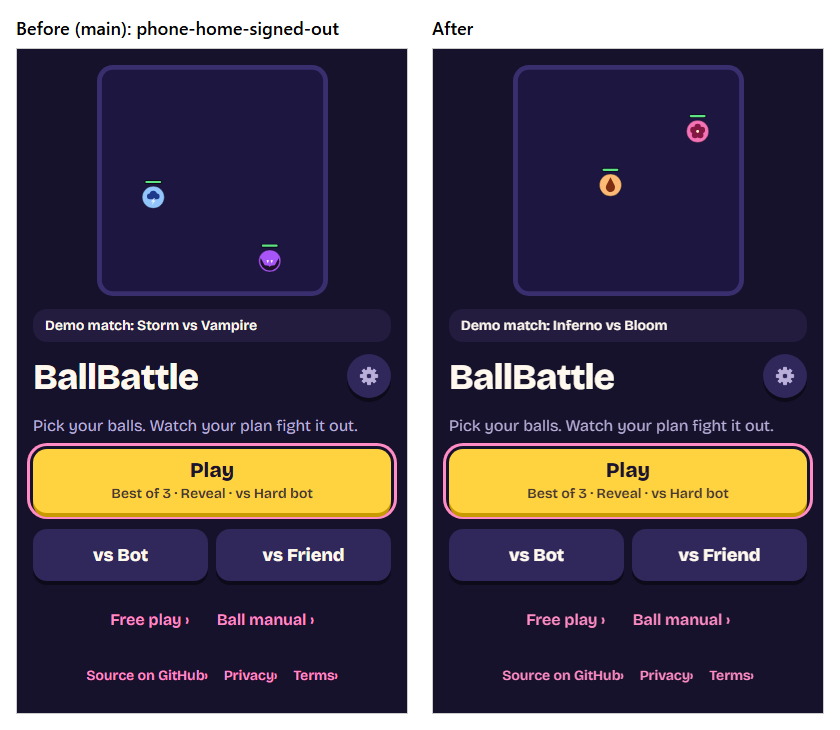 Before (main): phone-home-signed-out
Demo match: Storm vs Vampire
BallBattle
Pick your balls. Watch your plan fight it out.
Play
Best of 3 · Reveal · vs Hard bot
vs Bot vs Friend
Free play › Ball manual ›
Source on GitHub› Privacy› Terms›
After
Demo match: Inferno vs Bloom
BallBattle
Pick your balls. Watch your plan fight it out.
Play
Best of 3 · Reveal · vs Hard bot
vs Bot vs Friend
Free play › Ball manual ›
Source on GitHub› Privacy› Terms›